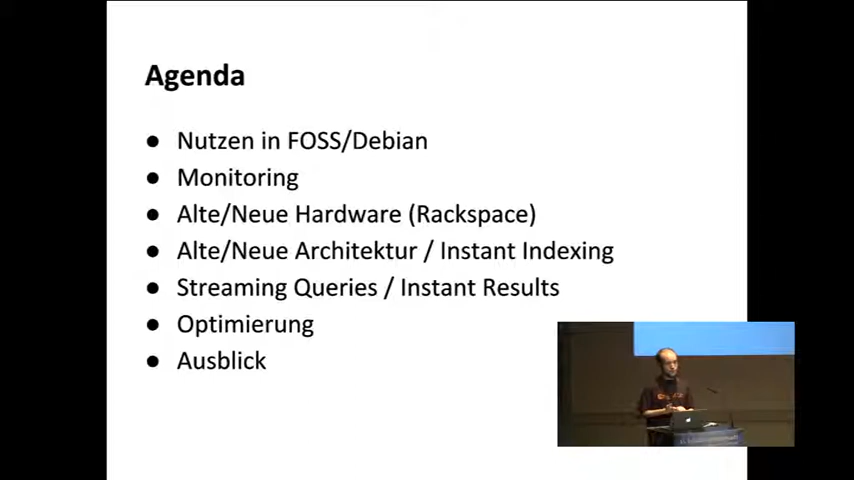 Agenda
● Nutzen in FOSS/Debian
● Monitoring
● Alte/Neue Hardware (Rackspace)
● Alte/Neue Architektur / Instant Indexing
● Streaming Queries / Instant Results
● Optimierung
● Ausblick